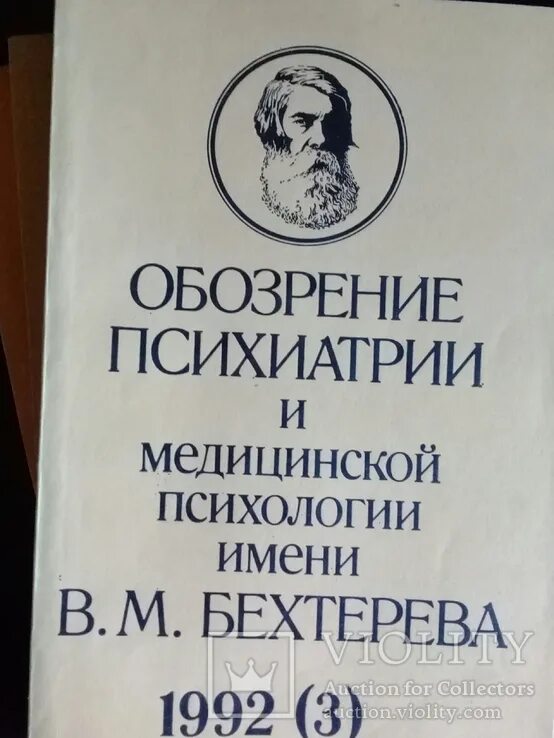 ОБОЗРЕНИЕ
ПСИХИАТРИИ
И
МЕДИЦИНСКОЙ
ПСИХОЛОГИИ
ИМЕНИ
В.М. БЕХТЕРЕВА
1992 (3)
VIOLITY
Auction for Collectors
auction.violity.com